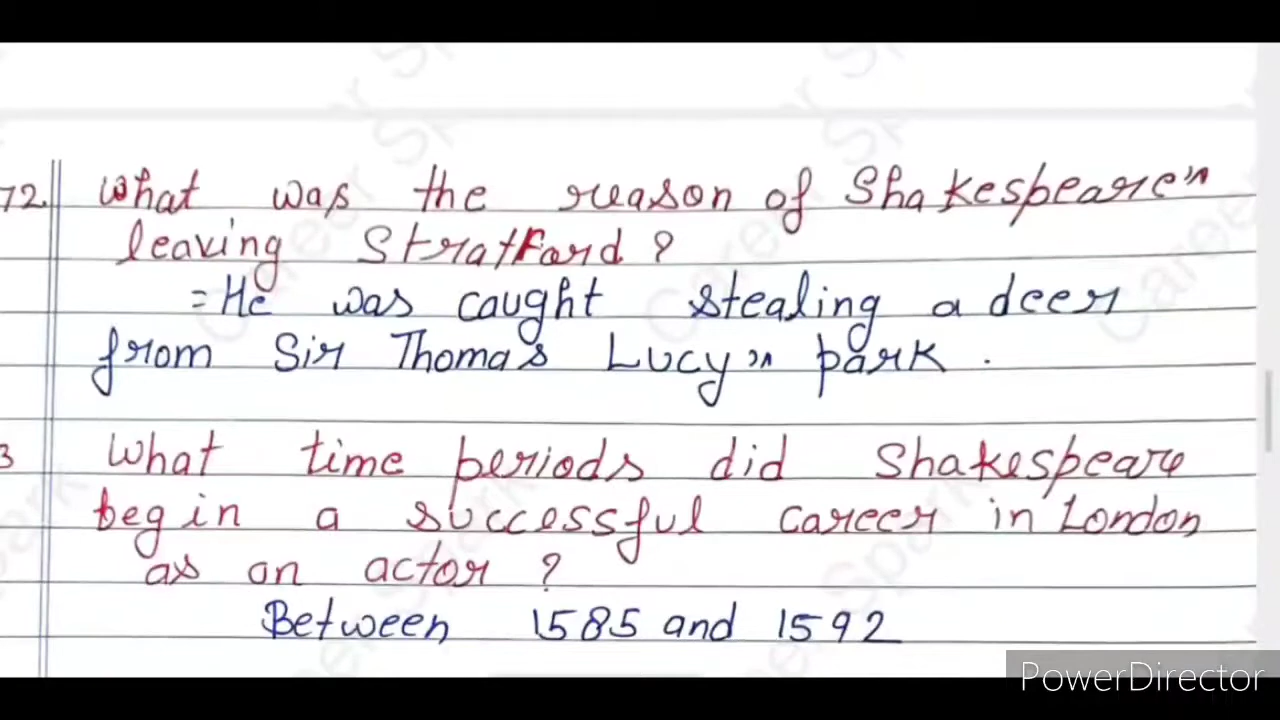 72. What was the reason of Shakespeare's
leaving Stratford ?
= He was caught stealing a deer
from Sir Thomas Lucy's park .
3 What time periods did Shakespeare
begin a successful career in London
as an actor ?
Between 1585 and 1592
PowerDirector